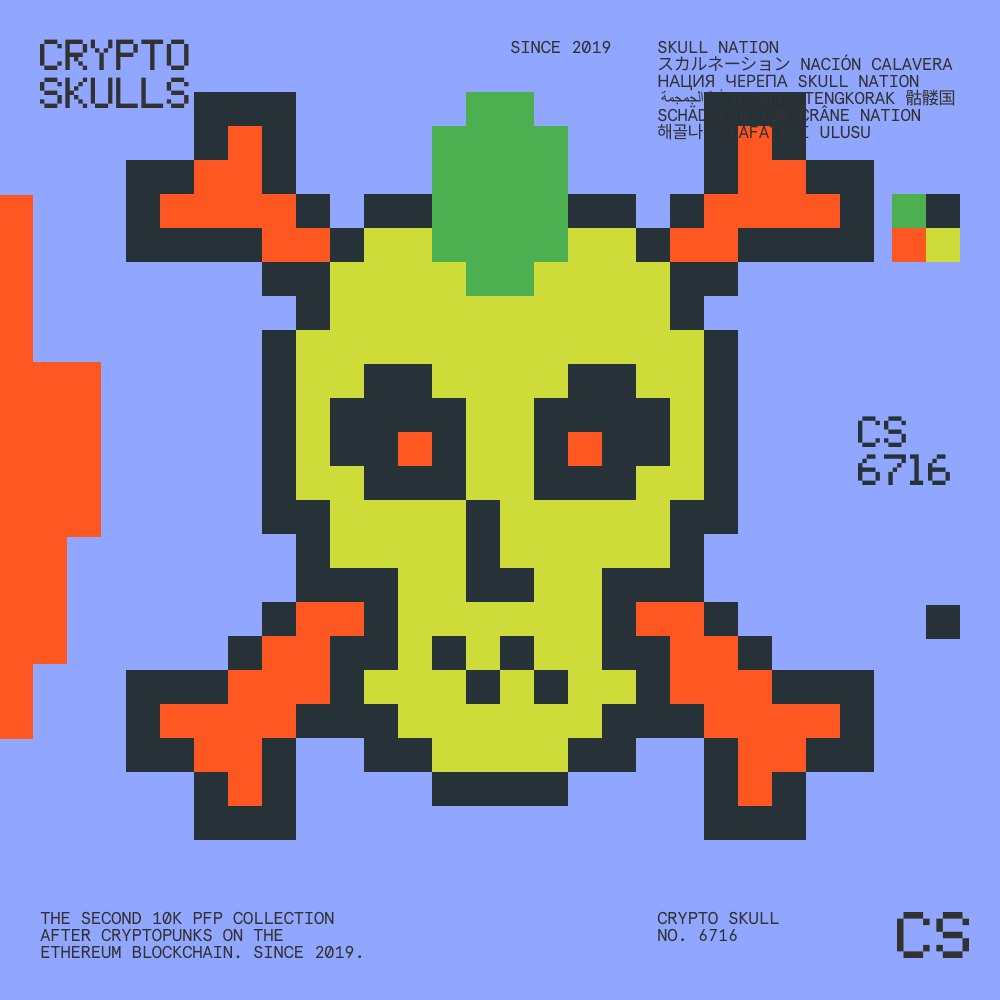 CRYPTO
SKULLS
SINCE 2019
SKULL NATION
スカルネーション NACIÓN CALAVERA
НАЦИЯ ЧЕРЕПА SKULL NATION
TENGKORAK 骷髅国
CRÂNE NATION
해골 ULUSU
CS
6716
THE SECOND 10K PFP COLLECTION
AFTER CRYPTOPUNKS ON THE
ETHEREUM BLOCKCHAIN. SINCE 2019.
CRYPTO SKULL
NO. 6716
CS